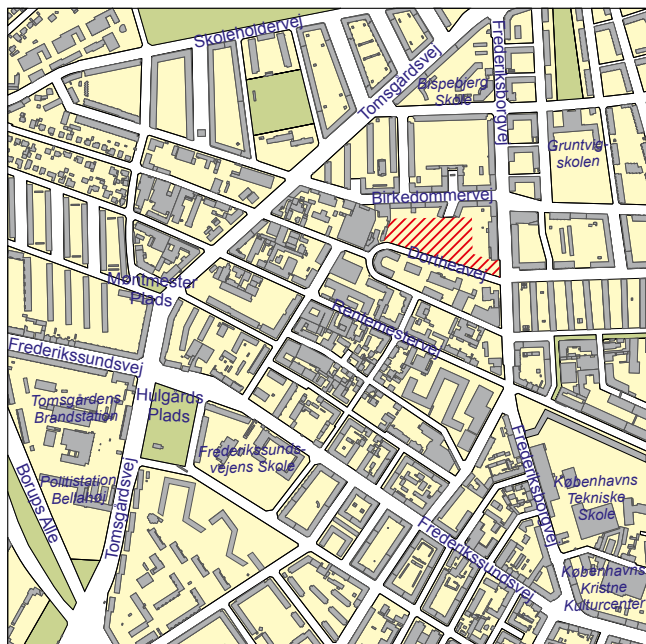 Skoleholdervej
Tomsgårdsvej
Frederiksborgvej
Bispebjerg
Skole
Gruntvig-
skolen
Birkedommervej
Dortheavej
Møntmester
Plads
Rentemestervej
Frederikssundsvej
Hulgårds
Plads
Tomsgårdens
Brandstation
Frederikssunds-
vejens Skole
Politistation
Bellahøj
Borups Alle
Tomsgårdsvej
Frederiksborgvej
Københavns
Tekniske
Skole
Frederikssundsvej
Københavns
Kristne
Kulturcenter